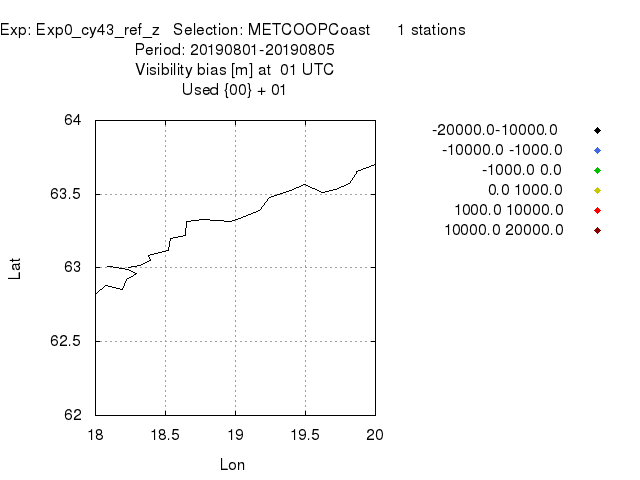 Exp: Exp0_cy43_ref_z   Selection: METCOOPCoast      1 stations
Period: 20190801-20190805
Visibility bias [m] at  01 UTC
Used {00} + 01
64
63.5
63
62.5
62
18
18.5
19
19.5
20
Lat
Lon
-20000.0-10000.0
-10000.0 -1000.0
-1000.0 0.0
0.0 1000.0
1000.0 10000.0
10000.0 20000.0